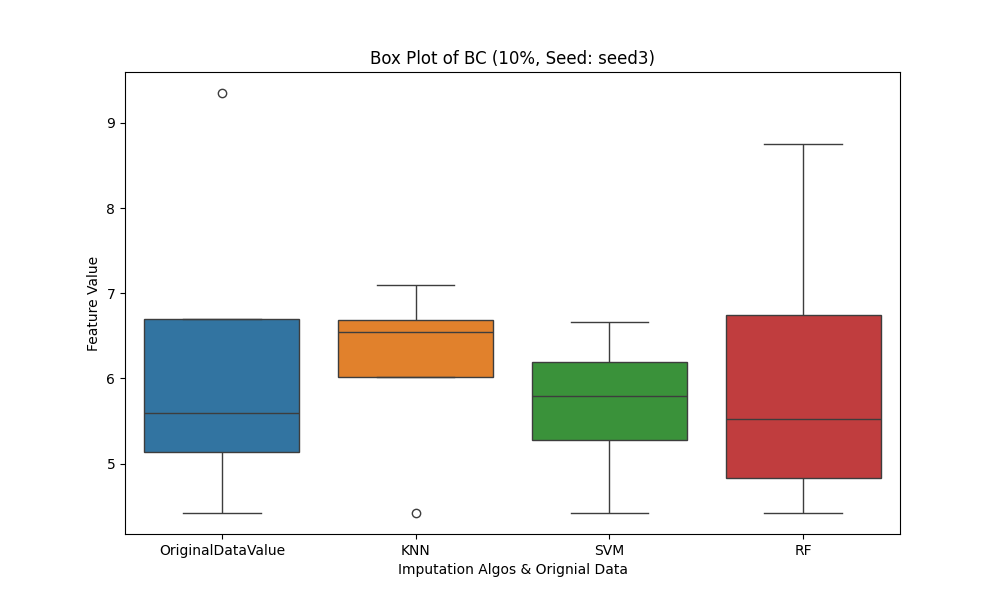 Box Plot of BC (10%, Seed: seed3)
Feature Value
9
8
7
6
5
OriginalDataValue
KNN
SVM
RF
Imputation Algos & Orignial Data